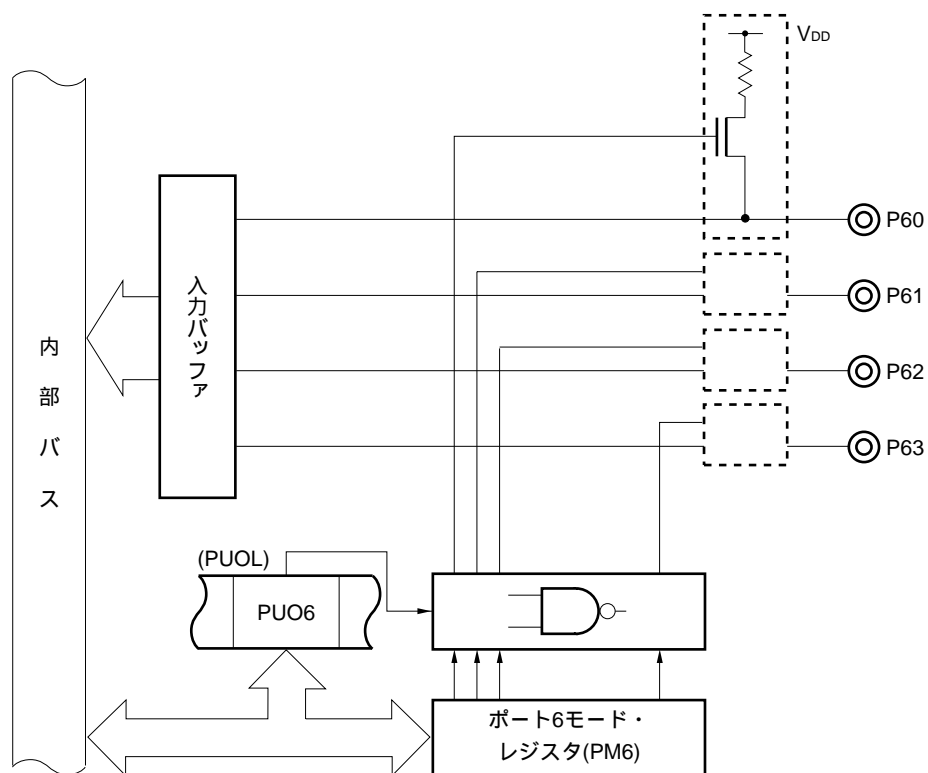 VDD
P60
P61
P62
P63
入力バッファ
内部バス
(PUOL)
PUO6
ポート6モード・
レジスタ(PM6)